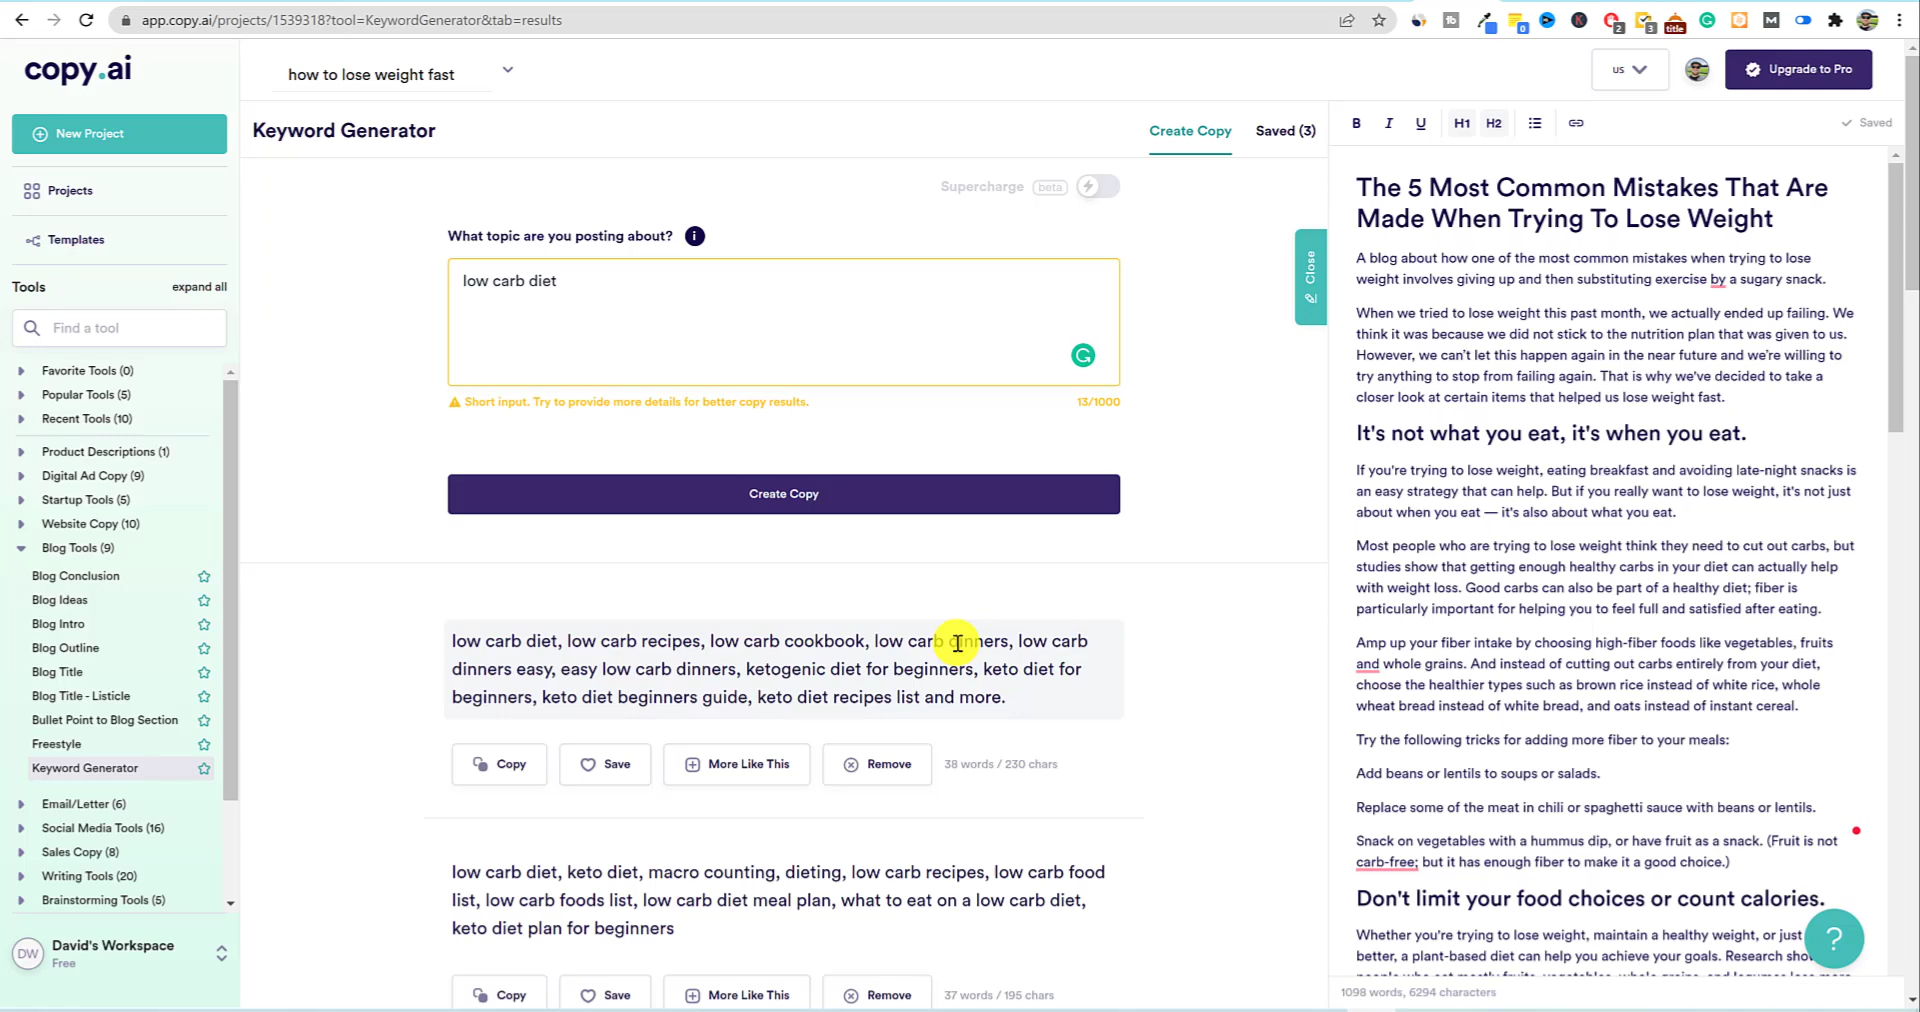 app.copy.ai/projects/1539318?tool=KeywordGenerator&tab=results
tb
0
K
2
3
title
G
M
copy.ai
how to lose weight fast
us
Upgrade to Pro
New Project
Projects
Templates
Tools
expand all
Find a tool
Favorite Tools (0)
Popular Tools (5)
Recent Tools (10)
Product Descriptions (1)
Digital Ad Copy (9)
Startup Tools (5)
Website Copy (10)
Blog Tools (9)
Blog Conclusion
Blog Ideas
Blog Intro
Blog Outline
Blog Title
Blog Title - Listicle
Bullet Point to Blog Section
Freestyle
Keyword Generator
Email/Letter (6)
Social Media Tools (16)
Sales Copy (8)
Writing Tools (20)
Brainstorming Tools (5)
DW
David's Workspace
Free
Keyword Generator
Create Copy
Saved (3)
Supercharge beta
What topic are you posting about? i
low carb diet
G
Short input. Try to provide more details for better copy results.
13/1000
Create Copy
low carb diet, low carb recipes, low carb cookbook, low carb dinners, low carb
dinners easy, easy low carb dinners, ketogenic diet for beginners, keto diet for
beginners, keto diet beginners guide, keto diet recipes list and more.
Copy
Save
More Like This
Remove
38 words / 230 chars
low carb diet, keto diet, macro counting, dieting, low carb recipes, low carb food
list, low carb foods list, low carb diet meal plan, what to eat on a low carb diet,
keto diet plan for beginners
Copy
Save
More Like This
Remove
37 words / 195 chars
Close
B I U H1 H2
Saved
The 5 Most Common Mistakes That Are
Made When Trying To Lose Weight
A blog about how one of the most common mistakes when trying to lose
weight involves giving up and then substituting exercise by a sugary snack.
When we tried to lose weight this past month, we actually ended up failing. We
think it was because we did not stick to the nutrition plan that was given to us.
However, we can't let this happen again in the near future and we're willing to
try anything to stop from failing again. That is why we've decided to take a
closer look at certain items that helped us lose weight fast.
It's not what you eat, it's when you eat.
If you're trying to lose weight, eating breakfast and avoiding late-night snacks is
an easy strategy that can help. But if you really want to lose weight, it's not just
about when you eat — it's also about what you eat.
Most people who are trying to lose weight think they need to cut out carbs, but
studies show that getting enough healthy carbs in your diet can actually help
with weight loss. Good carbs can also be part of a healthy diet; fiber is
particularly important for helping you to feel full and satisfied after eating.
Amp up your fiber intake by choosing high-fiber foods like vegetables, fruits
and whole grains. And instead of cutting out carbs entirely from your diet,
choose the healthier types such as brown rice instead of white rice, whole
wheat bread instead of white bread, and oats instead of instant cereal.
Try the following tricks for adding more fiber to your meals:
Add beans or lentils to soups or salads.
Replace some of the meat in chili or spaghetti sauce with beans or lentils.
Snack on vegetables with a hummus dip, or have fruit as a snack. (Fruit is not
carb-free; but it has enough fiber to make it a good choice.)
Don't limit your food choices or count calories.
Whether you're trying to lose weight, maintain a healthy weight, or just
better, a plant-based diet can help you achieve your goals. Research
?
1098 words, 6294 characters